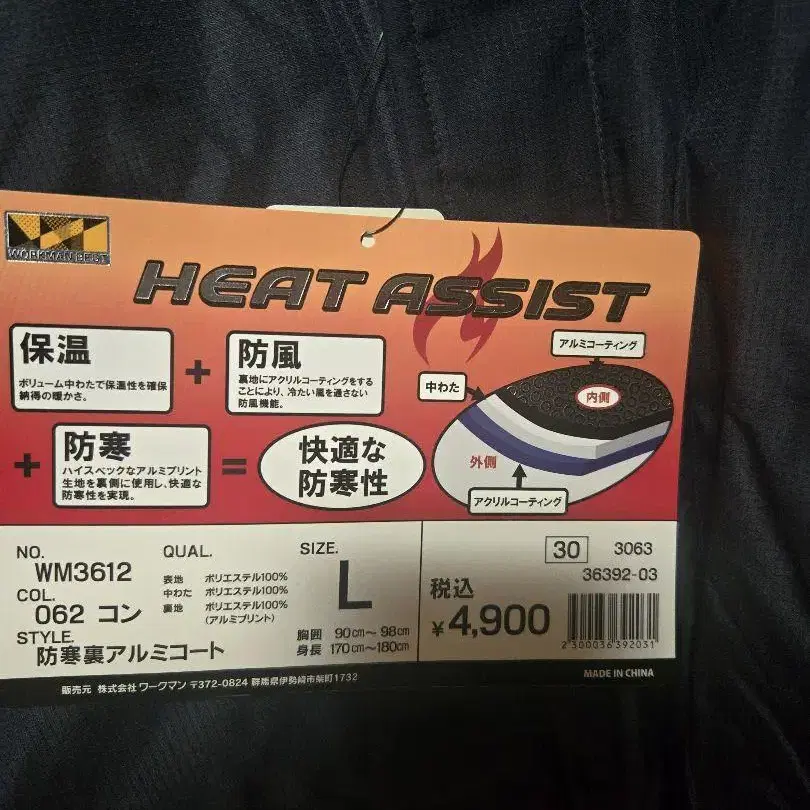 WORKMAN BEST
HEAT ASSIST
保温
ボリューム中わたで保温性を確保
納得の暖かさ。
+
防風
裏地にアクリルコーティングをする
ことにより、冷たい風を通さない
防風機能。
+
防寒
ハイスペックなアルミプリント
生地を裏側に使用し、快適な
防寒性を実現。
=
快適な
防寒性
アルミコーティング
中わた
内側
外側
アクリルコーティング
NO.
WM3612
COL.
062 コン
STYLE.
防寒裏アルミコート
QUAL.
表地 ポリエステル100%
中わた ポリエステル100%
裏地 ポリエステル100%
(アルミプリント)
SIZE.
L
胸囲 90㎝〜 98㎝
身長 170㎝〜180㎝
30 3063
36392-03
税込
¥4,900
2300036392031
販売元 株式会社 ワークマン 〒372-0824 群馬県伊勢崎市柴町1732
MADE IN CHINA